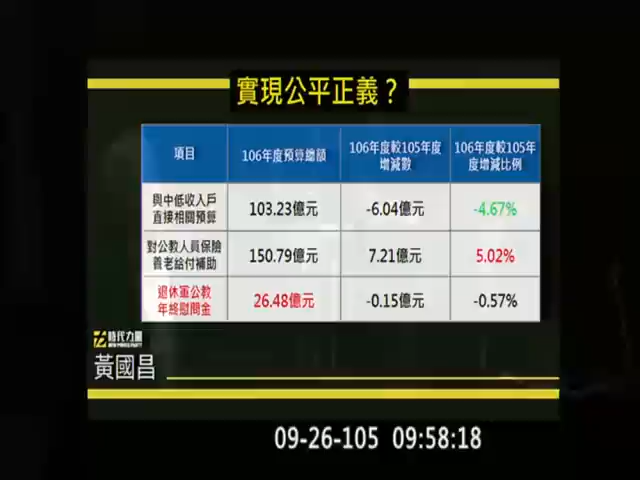 實現公平正義？
項目
106年度預算總額
106年度較105年度
增減數
106年度較105年
度增減比例
與中低收入戶
直接相關預算
103.23億元
-6.04億元
-4.67%
對公教人員保險
養老給付補助
150.79億元
7.21億元
5.02%
退休軍公教
年終慰問金
26.48億元
-0.15億元
-0.57%
時代力量
NEW POWER PARTY
黃國昌
09-26-105 09:58:18